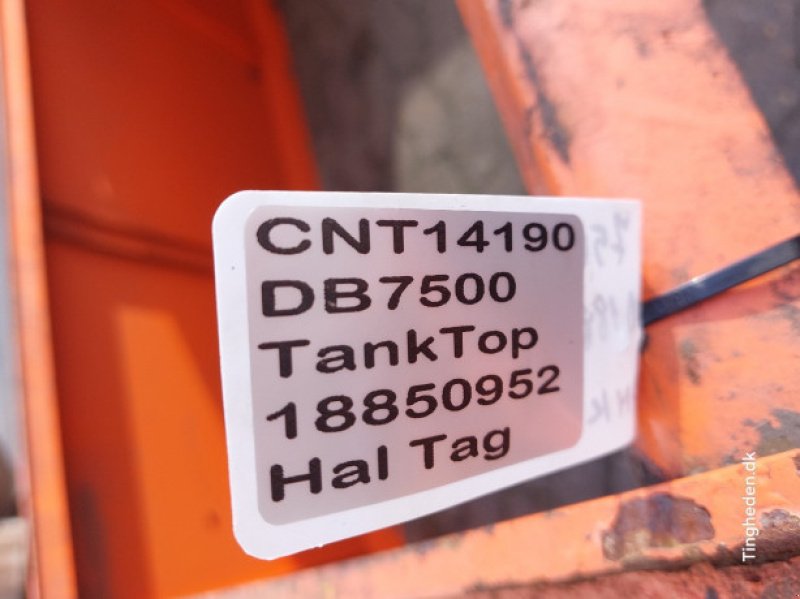 CNT14190
DB7500
TankTop
18850952
Hal Tag
Tingheden.dk